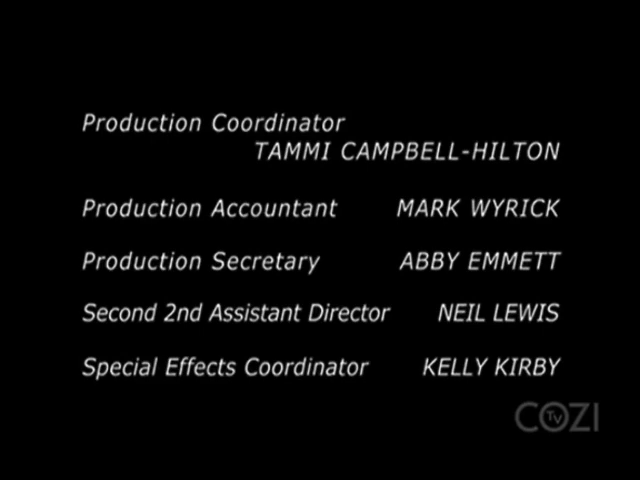 Production Coordinator
TAMMI CAMPBELL-HILTON
Production Accountant MARK WYRICK
Production Secretary ABBY EMMETT
Second 2nd Assistant Director NEIL LEWIS
Special Effects Coordinator KELLY KIRBY
COZI TV